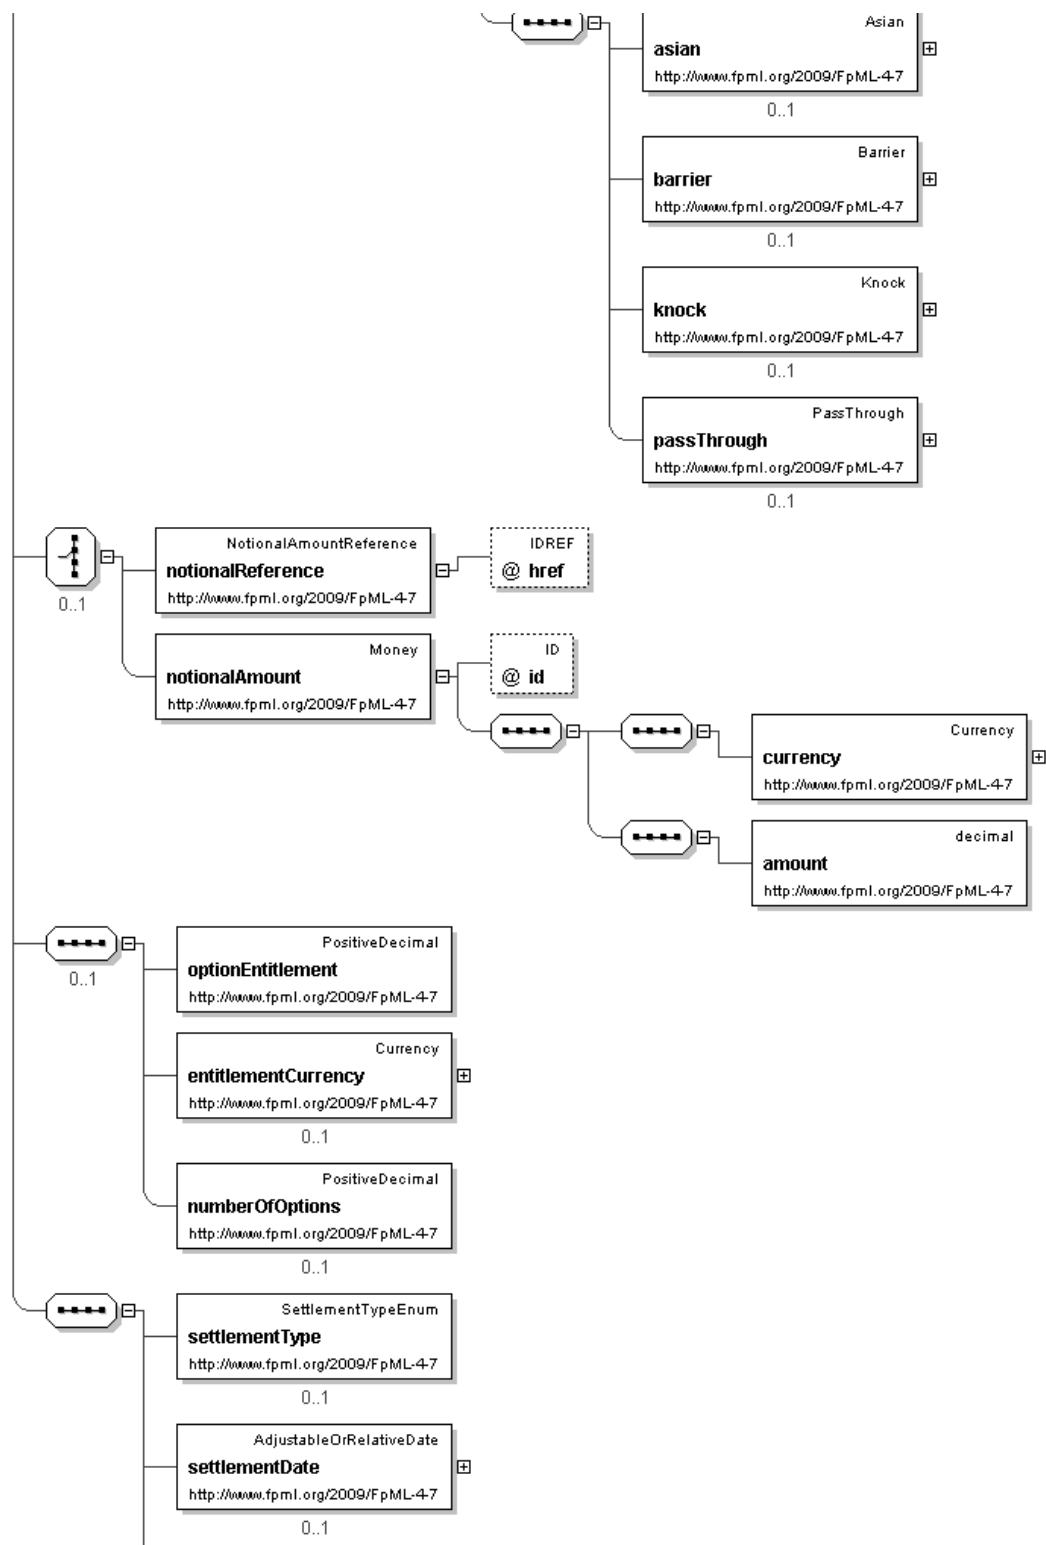 Asian
asian
http://www.fpml.org/2009/FpML-4-7
0..1
Barrier
barrier
http://www.fpml.org/2009/FpML-4-7
0..1
Knock
knock
http://www.fpml.org/2009/FpML-4-7
0..1
PassThrough
passThrough
http://www.fpml.org/2009/FpML-4-7
0..1
0..1
NotionalAmountReference
notionalReference
http://www.fpml.org/2009/FpML-4-7
IDREF
@ href
Money
notionalAmount
http://www.fpml.org/2009/FpML-4-7
ID
@ id
Currency
currency
http://www.fpml.org/2009/FpML-4-7
decimal
amount
http://www.fpml.org/2009/FpML-4-7
0..1
PositiveDecimal
optionEntitlement
http://www.fpml.org/2009/FpML-4-7
Currency
entitlementCurrency
http://www.fpml.org/2009/FpML-4-7
0..1
PositiveDecimal
numberOfOptions
http://www.fpml.org/2009/FpML-4-7
0..1
SettlementTypeEnum
settlementType
http://www.fpml.org/2009/FpML-4-7
0..1
AdjustableOrRelativeDate
settlementDate
http://www.fpml.org/2009/FpML-4-7
0..1